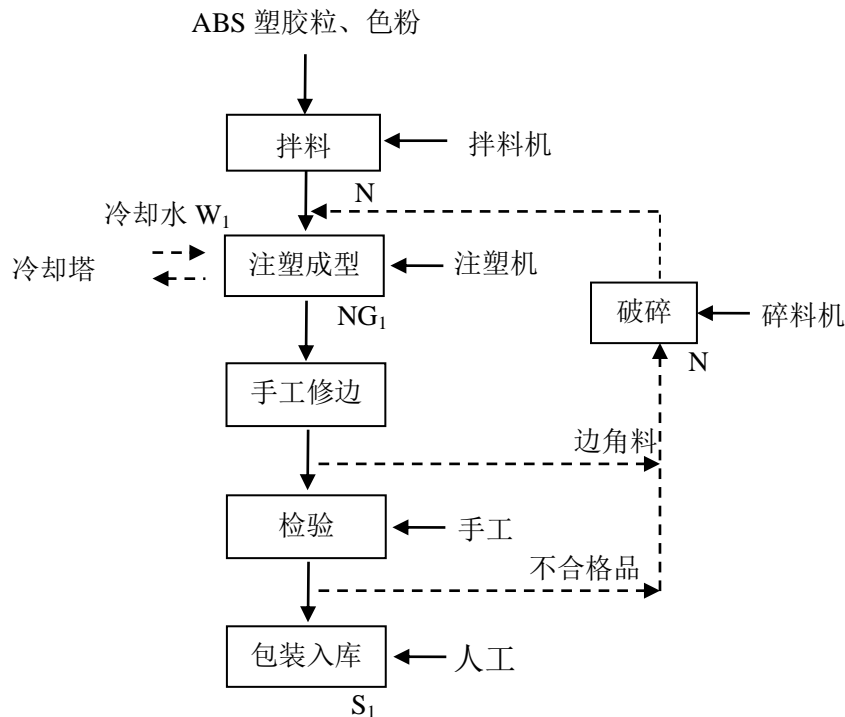 ABS 塑胶粒、色粉
拌料
拌料机
N
冷却水 W₁
冷却塔
注塑成型
注塑机
NG₁
破碎
碎料机
N
手工修边
边角料
检验
手工
不合格品
包装入库
人工
S₁